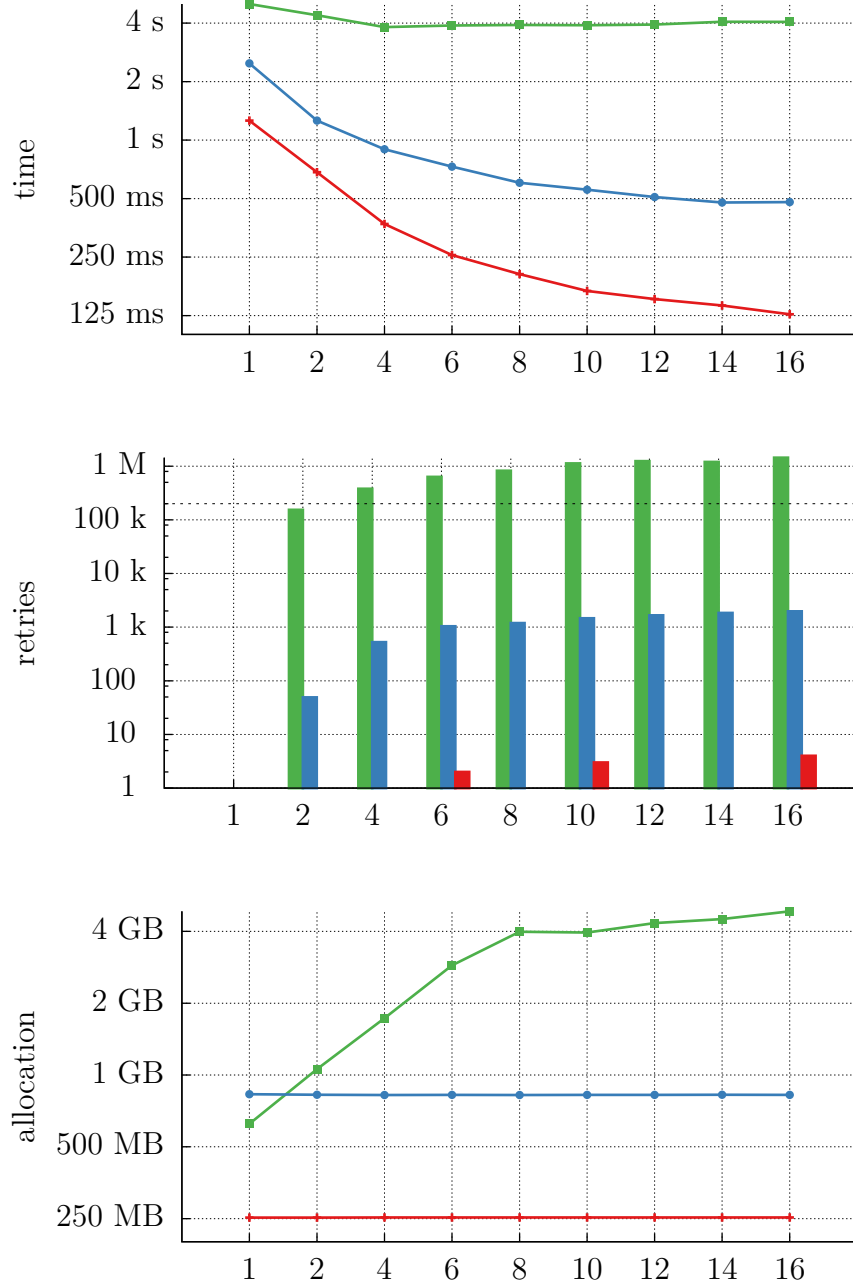 4 s
2 s
1 s
500 ms
250 ms
125 ms
time
1 2 4 6 8 10 12 14 16
1 M
100 k
10 k
1 k
100
10
1
retries
1 2 4 6 8 10 12 14 16
4 GB
2 GB
1 GB
500 MB
250 MB
allocation
1 2 4 6 8 10 12 14 16